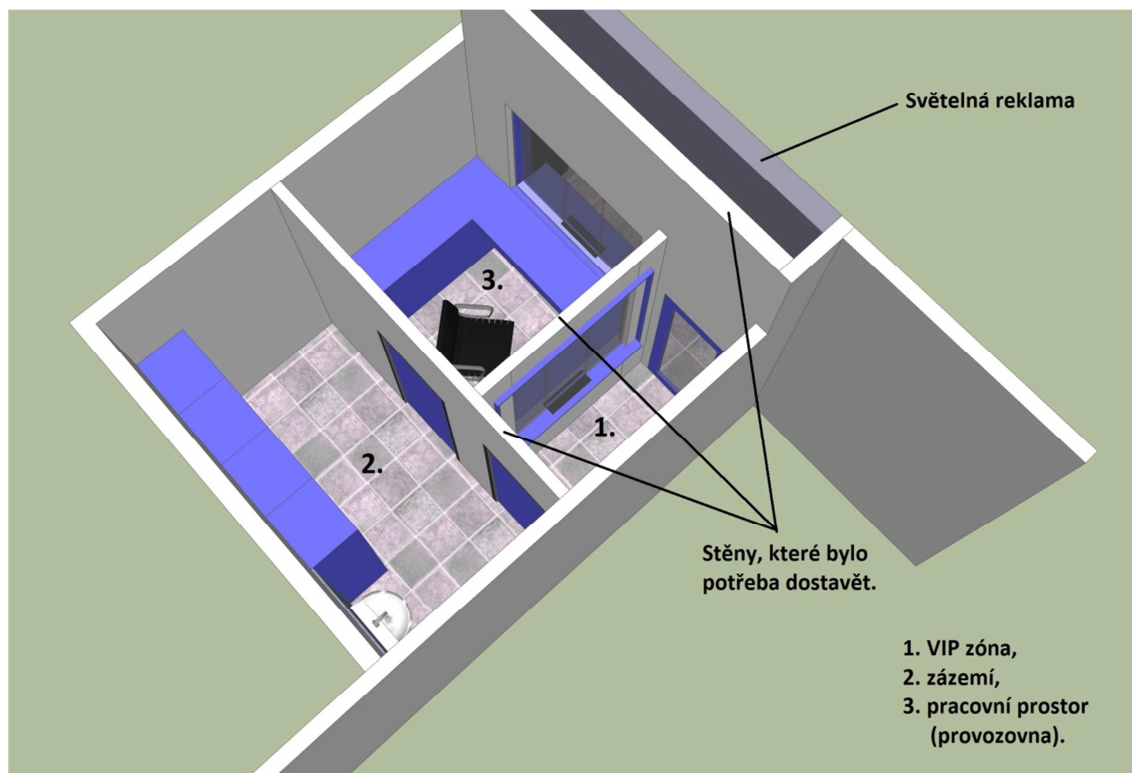 Světelná reklama
3.
1.
2.
Stěny, které bylo
potřeba dostavět.
1. VIP zóna,
2. zázemí,
3. pracovní prostor
(provozovna).